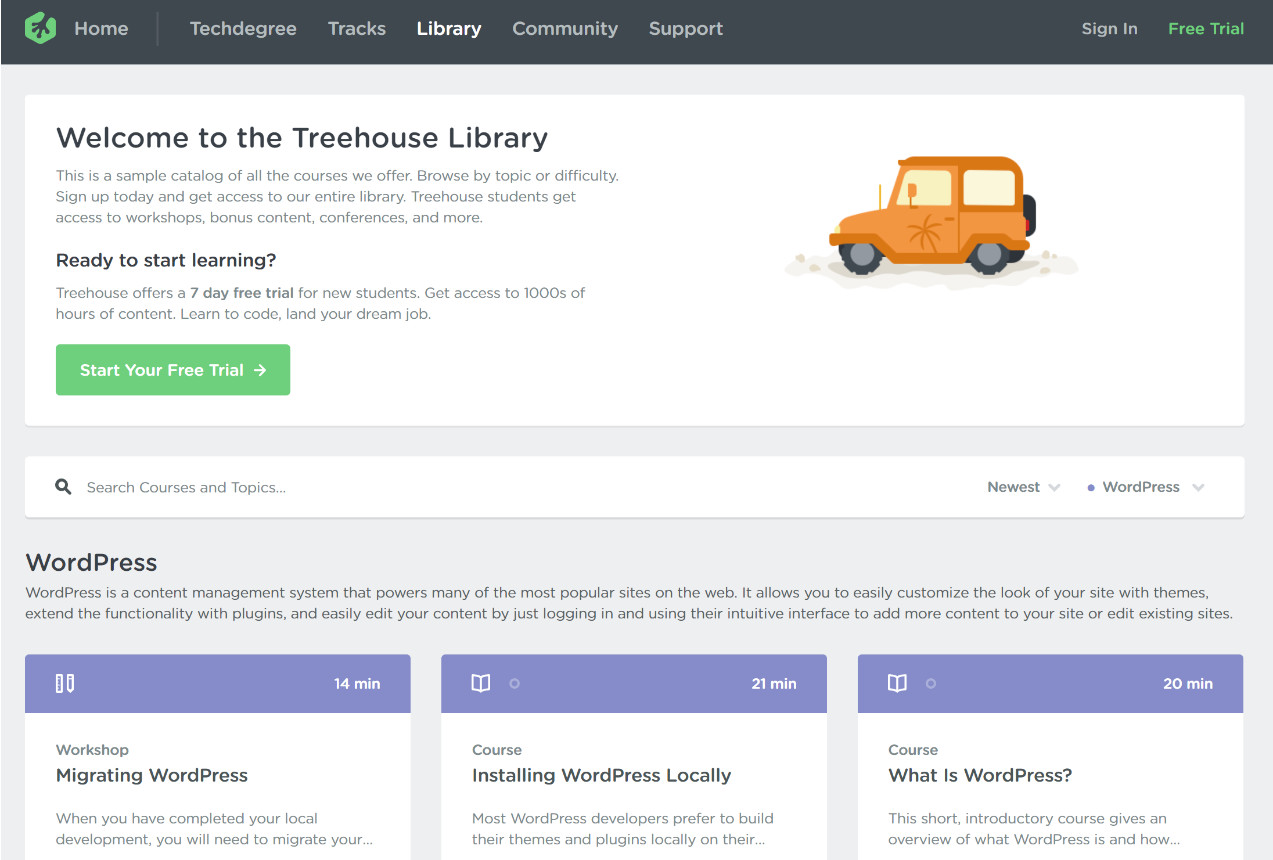 Home Techdegree Tracks Library Community Support Sign In Free Trial
Welcome to the Treehouse Library
This is a sample catalog of all the courses we offer. Browse by topic or difficulty.
Sign up today and get access to our entire library. Treehouse students get
access to workshops, bonus content, conferences, and more.
Ready to start learning?
Treehouse offers a 7 day free trial for new students. Get access to 1000s of
hours of content. Learn to code, land your dream job.
Start Your Free Trial →
Search Courses and Topics... Newest WordPress
WordPress
WordPress is a content management system that powers many of the most popular sites on the web. It allows you to easily customize the look of your site with themes,
extend the functionality with plugins, and easily edit your content by just logging in and using their intuitive interface to add more content to your site or edit existing sites.
14 min
Workshop
Migrating WordPress
When you have completed your local
development, you will need to migrate your...
21 min
Course
Installing WordPress Locally
Most WordPress developers prefer to build
their themes and plugins locally on their...
20 min
Course
What Is WordPress?
This short, introductory course gives an
overview of what WordPress is and how...